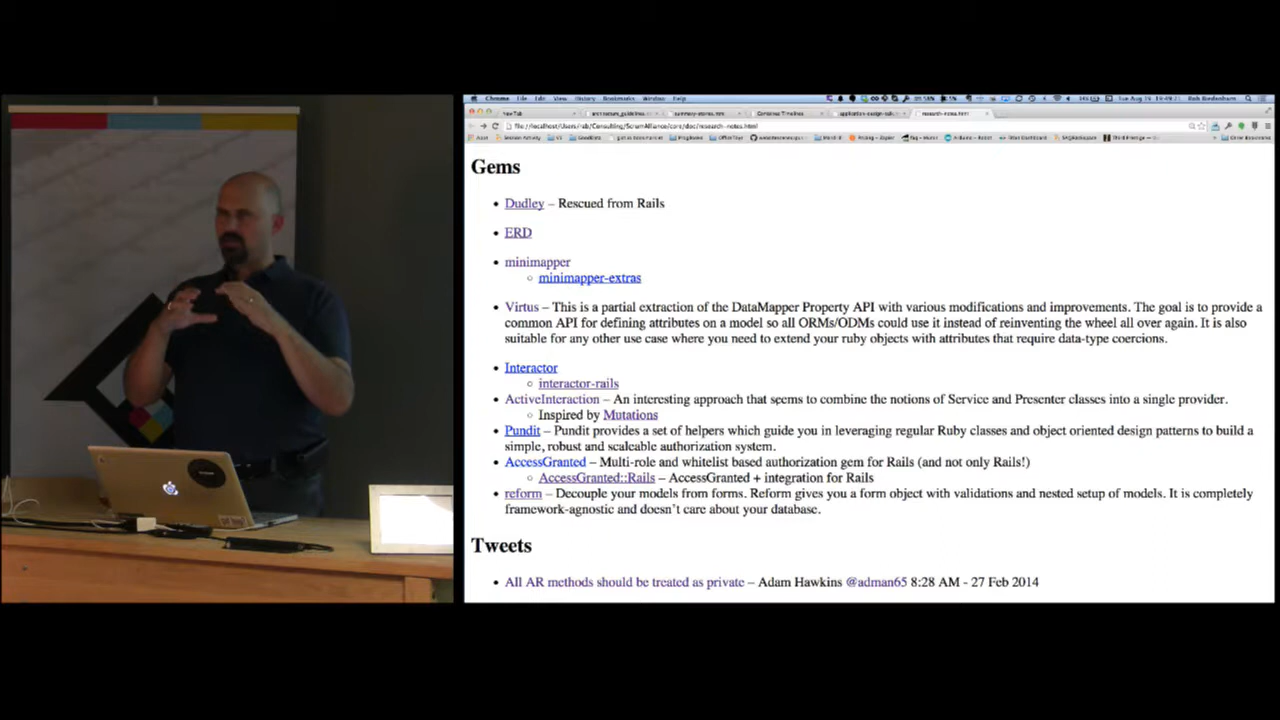 Chrome File Edit View History Bookmarks Window Help
Gems
• Dudley – Rescued from Rails
• ERD
• minimapper
◦ minimapper-extras
• Virtus – This is a partial extraction of the DataMapper Property API with various modifications and improvements. The goal is to provide a
common API for defining attributes on a model so all ORMs/ODMs could use it instead of reinventing the wheel all over again. It is also
suitable for any other use case where you need to extend your ruby objects with attributes that require data-type coercions.
• Interactor
◦ interactor-rails
• ActiveInteraction – An interesting approach that seems to combine the notions of Service and Presenter classes into a single provider.
◦ Inspired by Mutations
• Pundit – Pundit provides a set of helpers which guide you in leveraging regular Ruby classes and object oriented design patterns to build a
simple, robust and scaleable authorization system.
• AccessGranted – Multi-role and whitelist based authorization gem for Rails (and not only Rails!)
◦ AccessGranted::Rails – AccessGranted + integration for Rails
• reform – Decouple your models from forms. Reform gives you a form object with validations and nested setup of models. It is completely
framework-agnostic and doesn't care about your database.
Tweets
• All AR methods should be treated as private – Adam Hawkins @adman65 8:28 AM - 27 Feb 2014